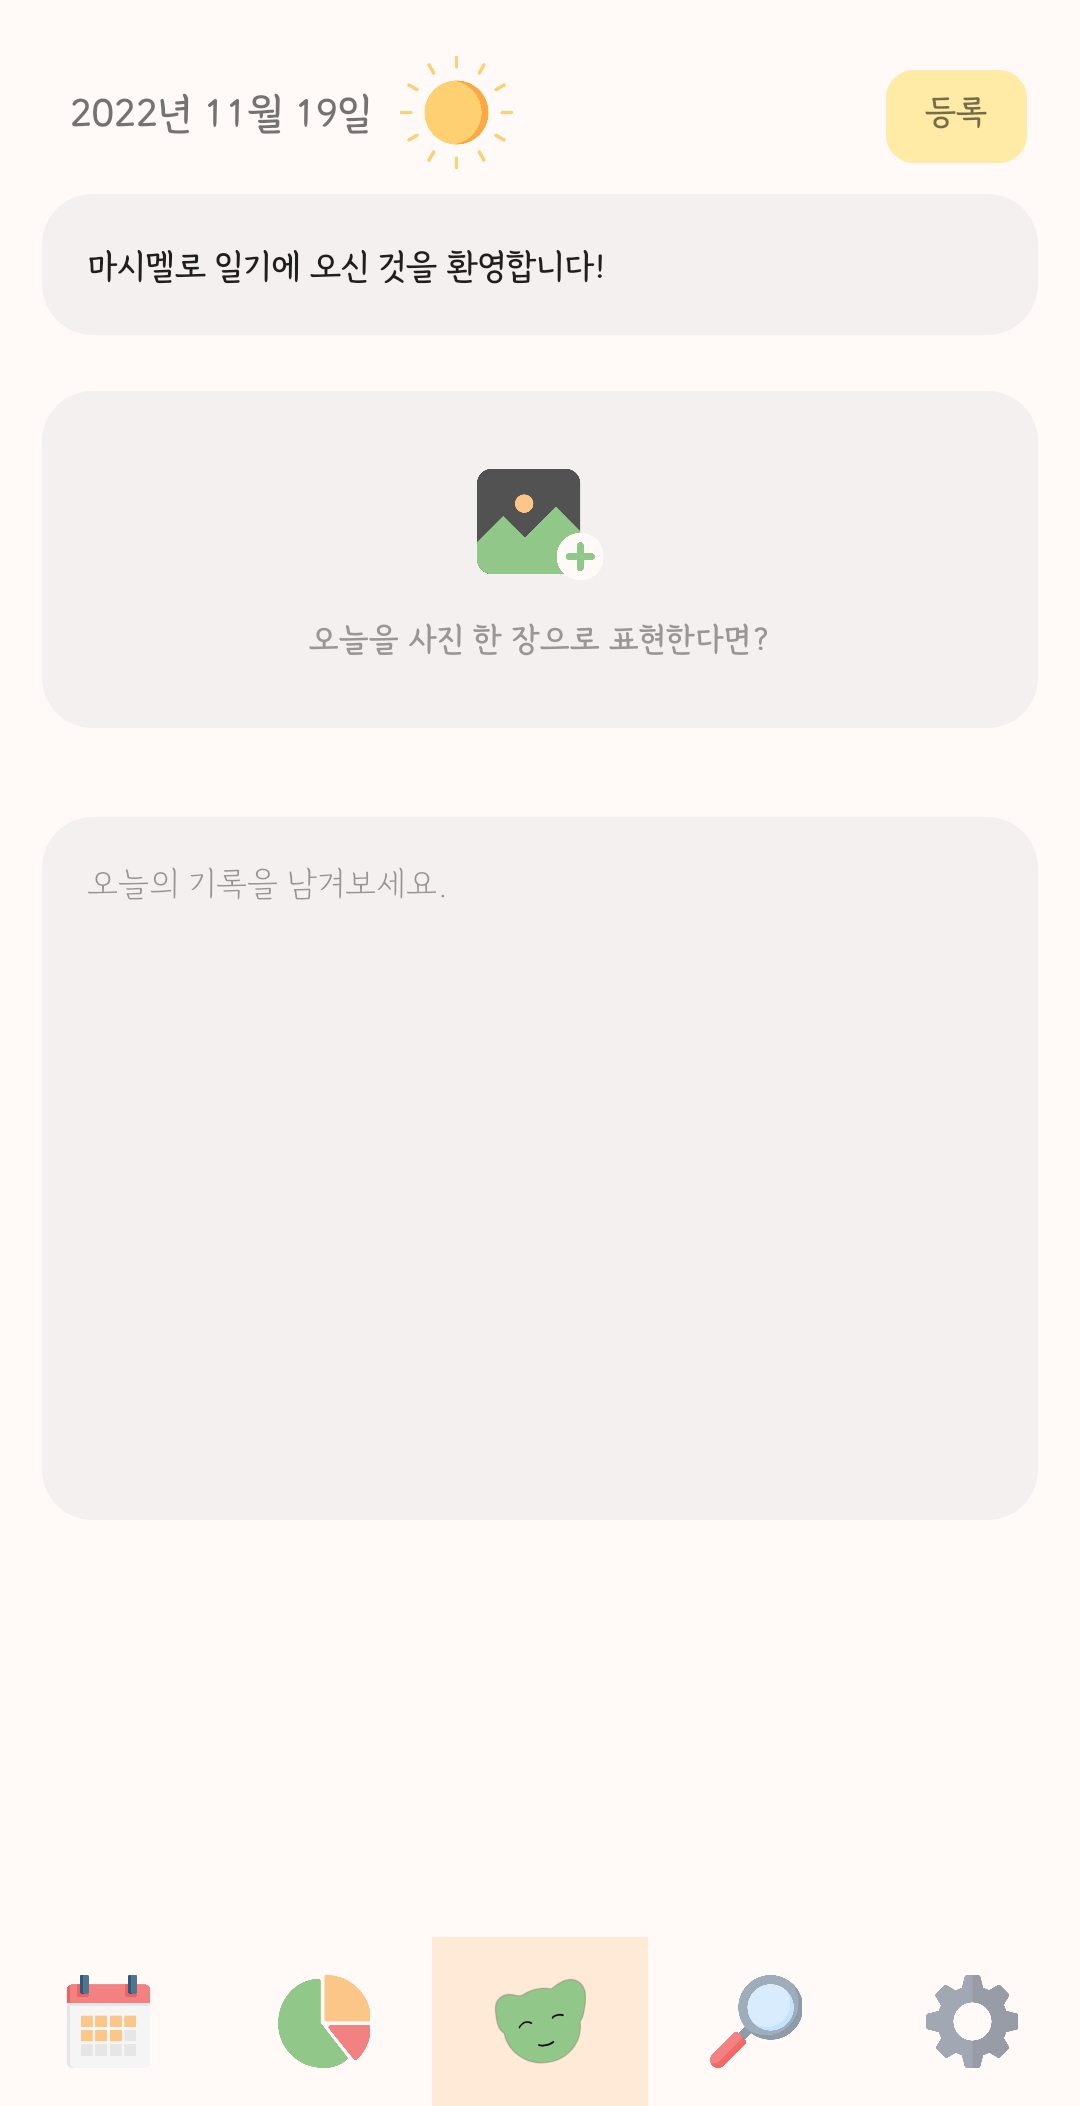 2022년 11월 19일
등록
마시멜로 일기에 오신 것을 환영합니다!
오늘을 사진 한 장으로 표현한다면?
오늘의 기록을 남겨보세요.